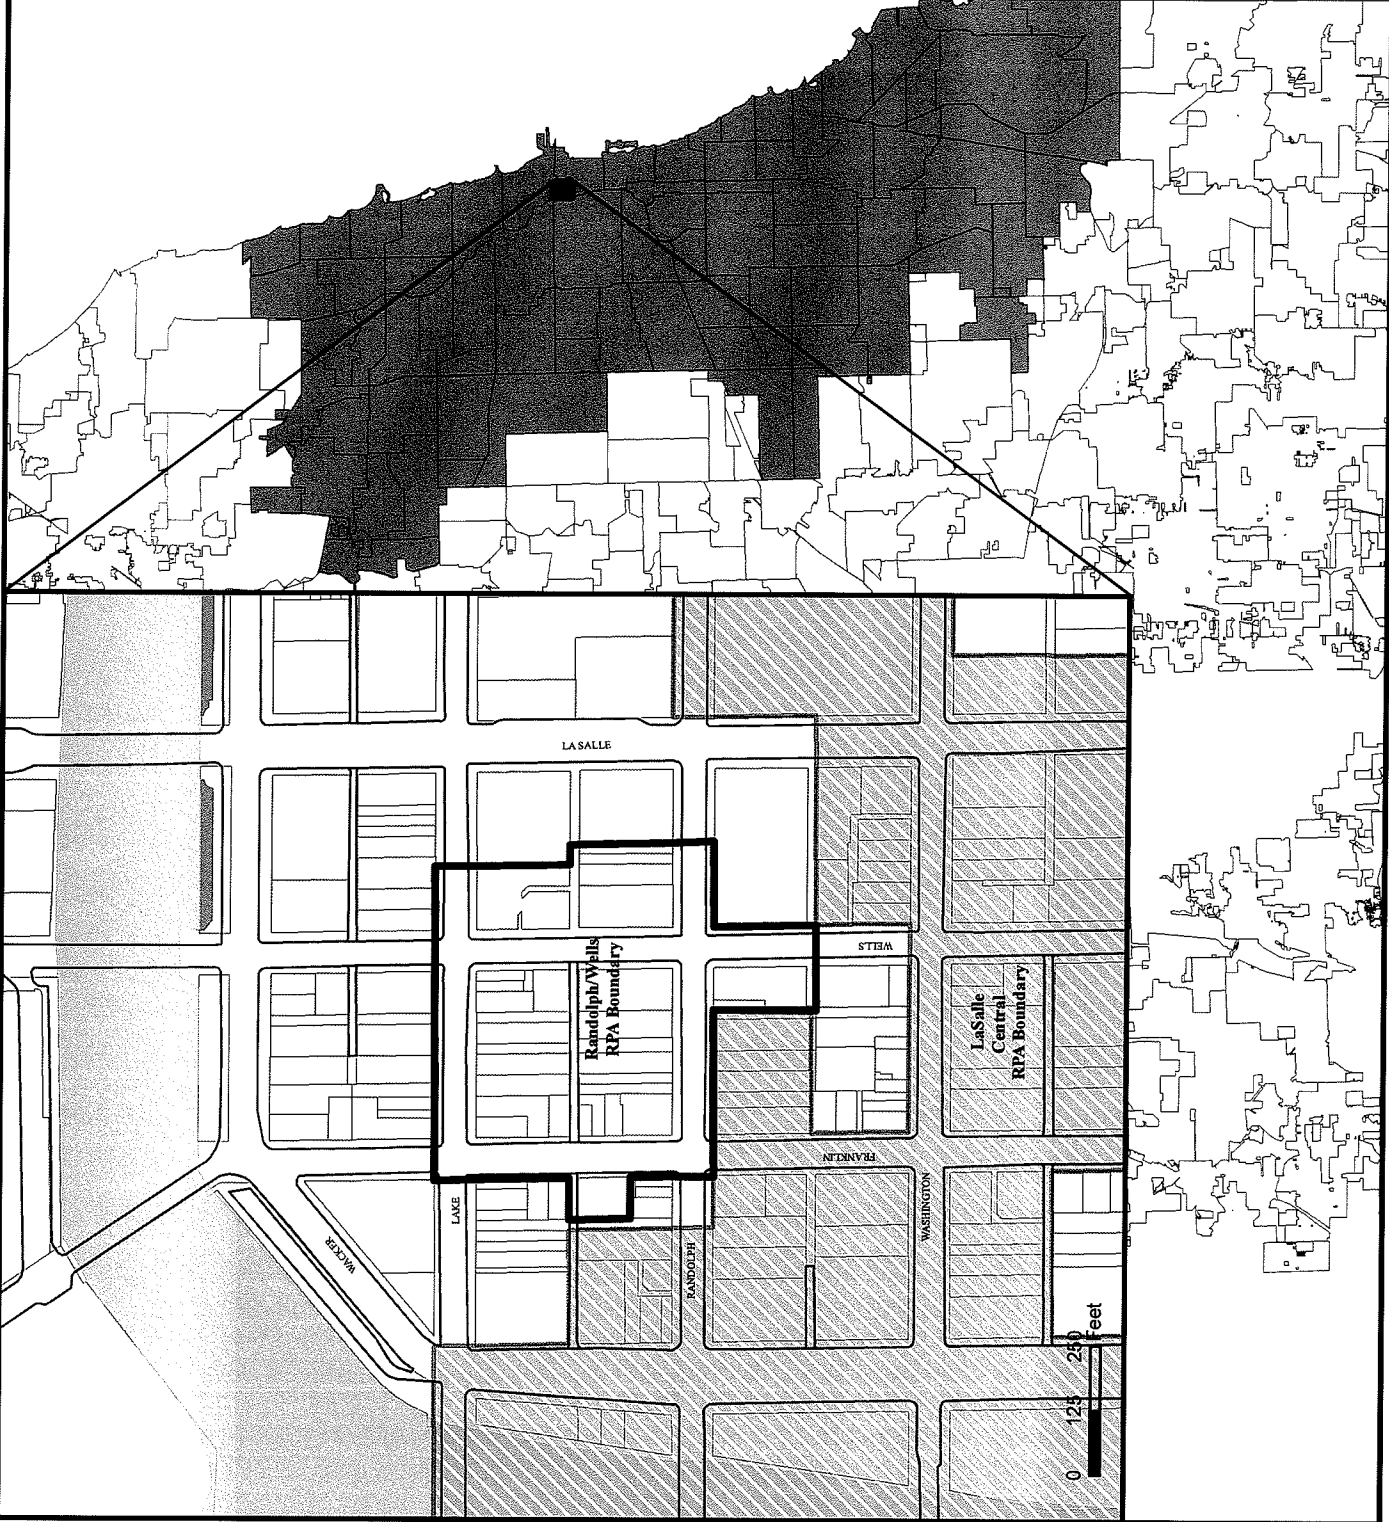 LA SALLE
WELLS
Randolph/Wells
RPA Boundary
LaSalle
Central
RPA Boundary
FRANKLIN
LAKE
WASHINGTON
WACKER
RANDOLPH
0 125 250
Feet